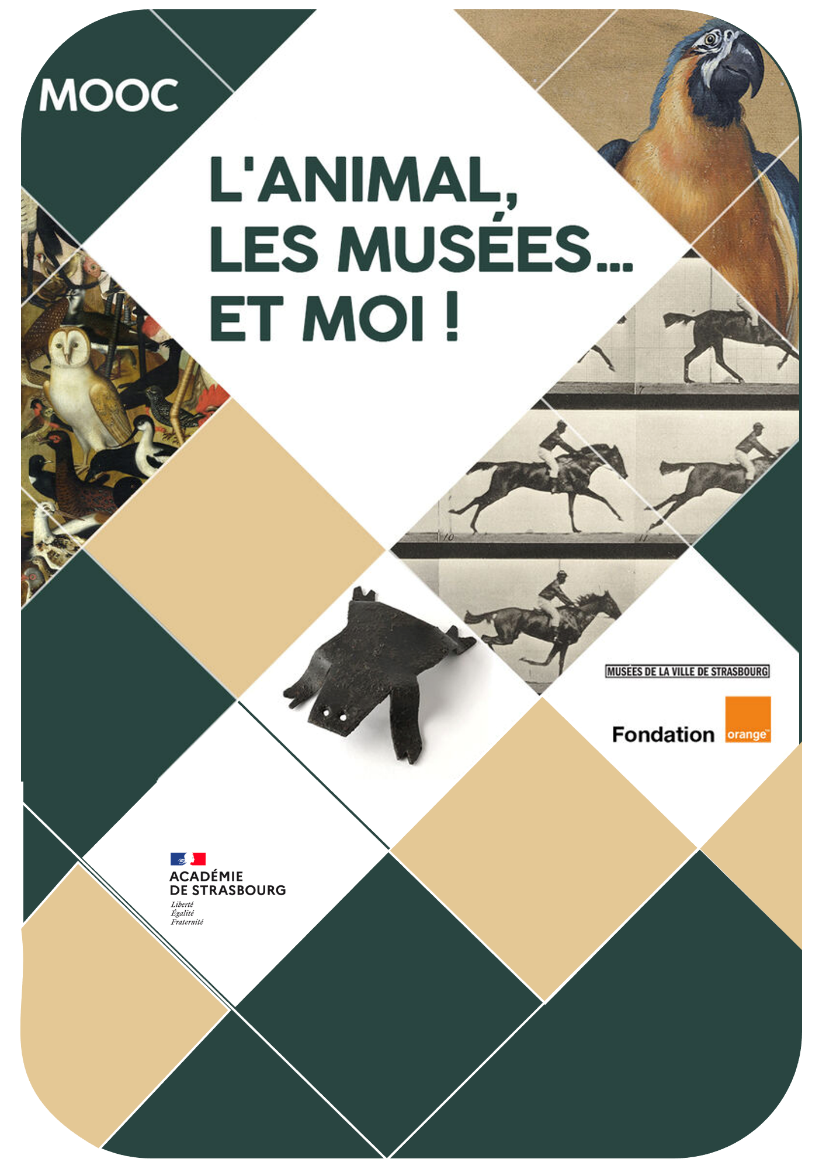 MOOC
L'ANIMAL,
LES MUSÉES...
ET MOI !
MUSÉES DE LA VILLE DE STRASBOURG
Fondation
orange™
ACADÉMIE
DE STRASBOURG
Liberté
Égalité
Fraternité